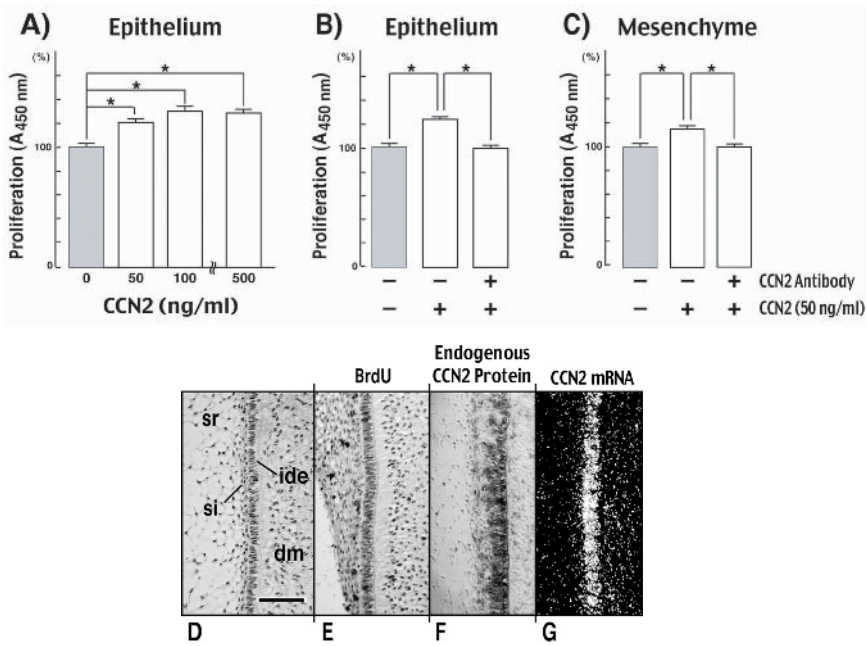 A) Epithelium
(%)
Proliferation (A450 nm)
100
0
* * *
0 50 100 500
CCN2 (ng/ml)
B) Epithelium
(%)
Proliferation (A450 nm)
100
0
* *
− − +
− + +
C) Mesenchyme
(%)
Proliferation (A450 nm)
100
0
* *
− − + CCN2 Antibody
− + + CCN2 (50 ng/ml)
BrdU
Endogenous
CCN2 Protein
CCN2 mRNA
sr
ide
si
dm
D E F G